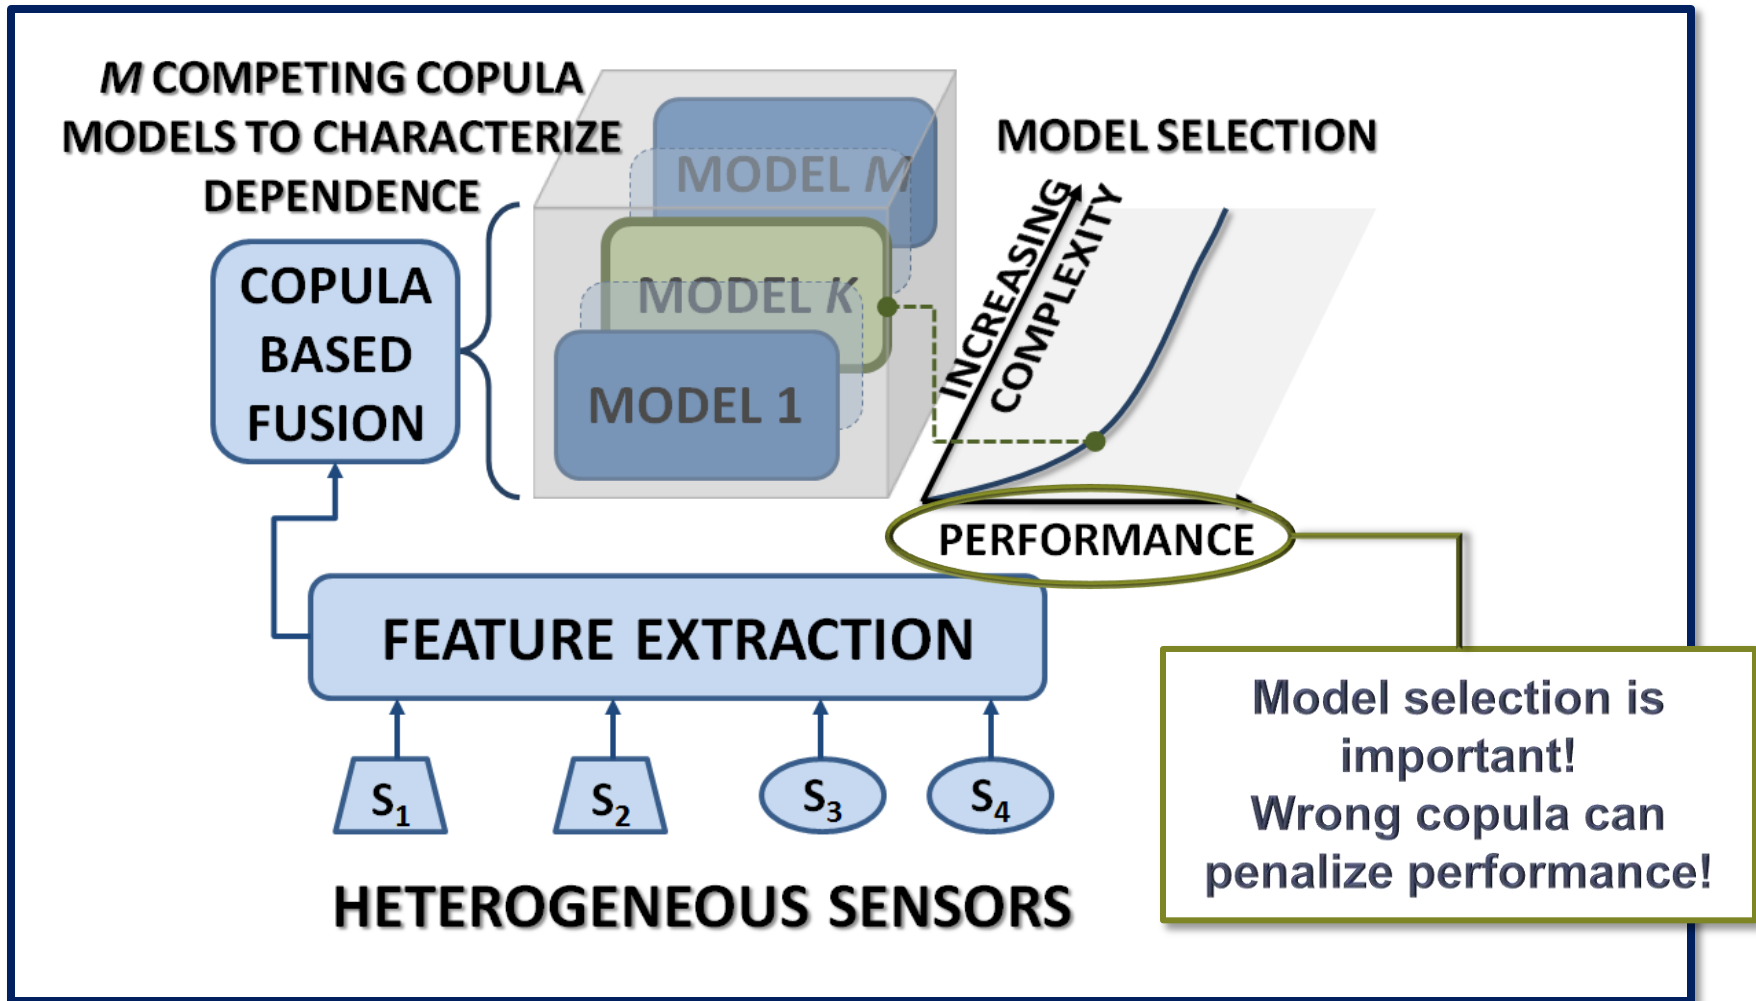 M COMPETING COPULA
MODELS TO CHARACTERIZE
DEPENDENCE
COPULA
BASED
FUSION
MODEL M
MODEL K
MODEL 1
MODEL SELECTION
INCREASING
COMPLEXITY
PERFORMANCE
FEATURE EXTRACTION
S1
S2
S3
S4
HETEROGENEOUS SENSORS
Model selection is
important!
Wrong copula can
penalize performance!